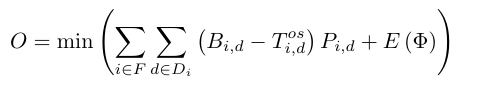 O = min ( ∑_{i∈F} ∑_{d∈D_i} ( B_{i,d} − T^{os}_{i,d} ) P_{i,d} + E (Φ) )